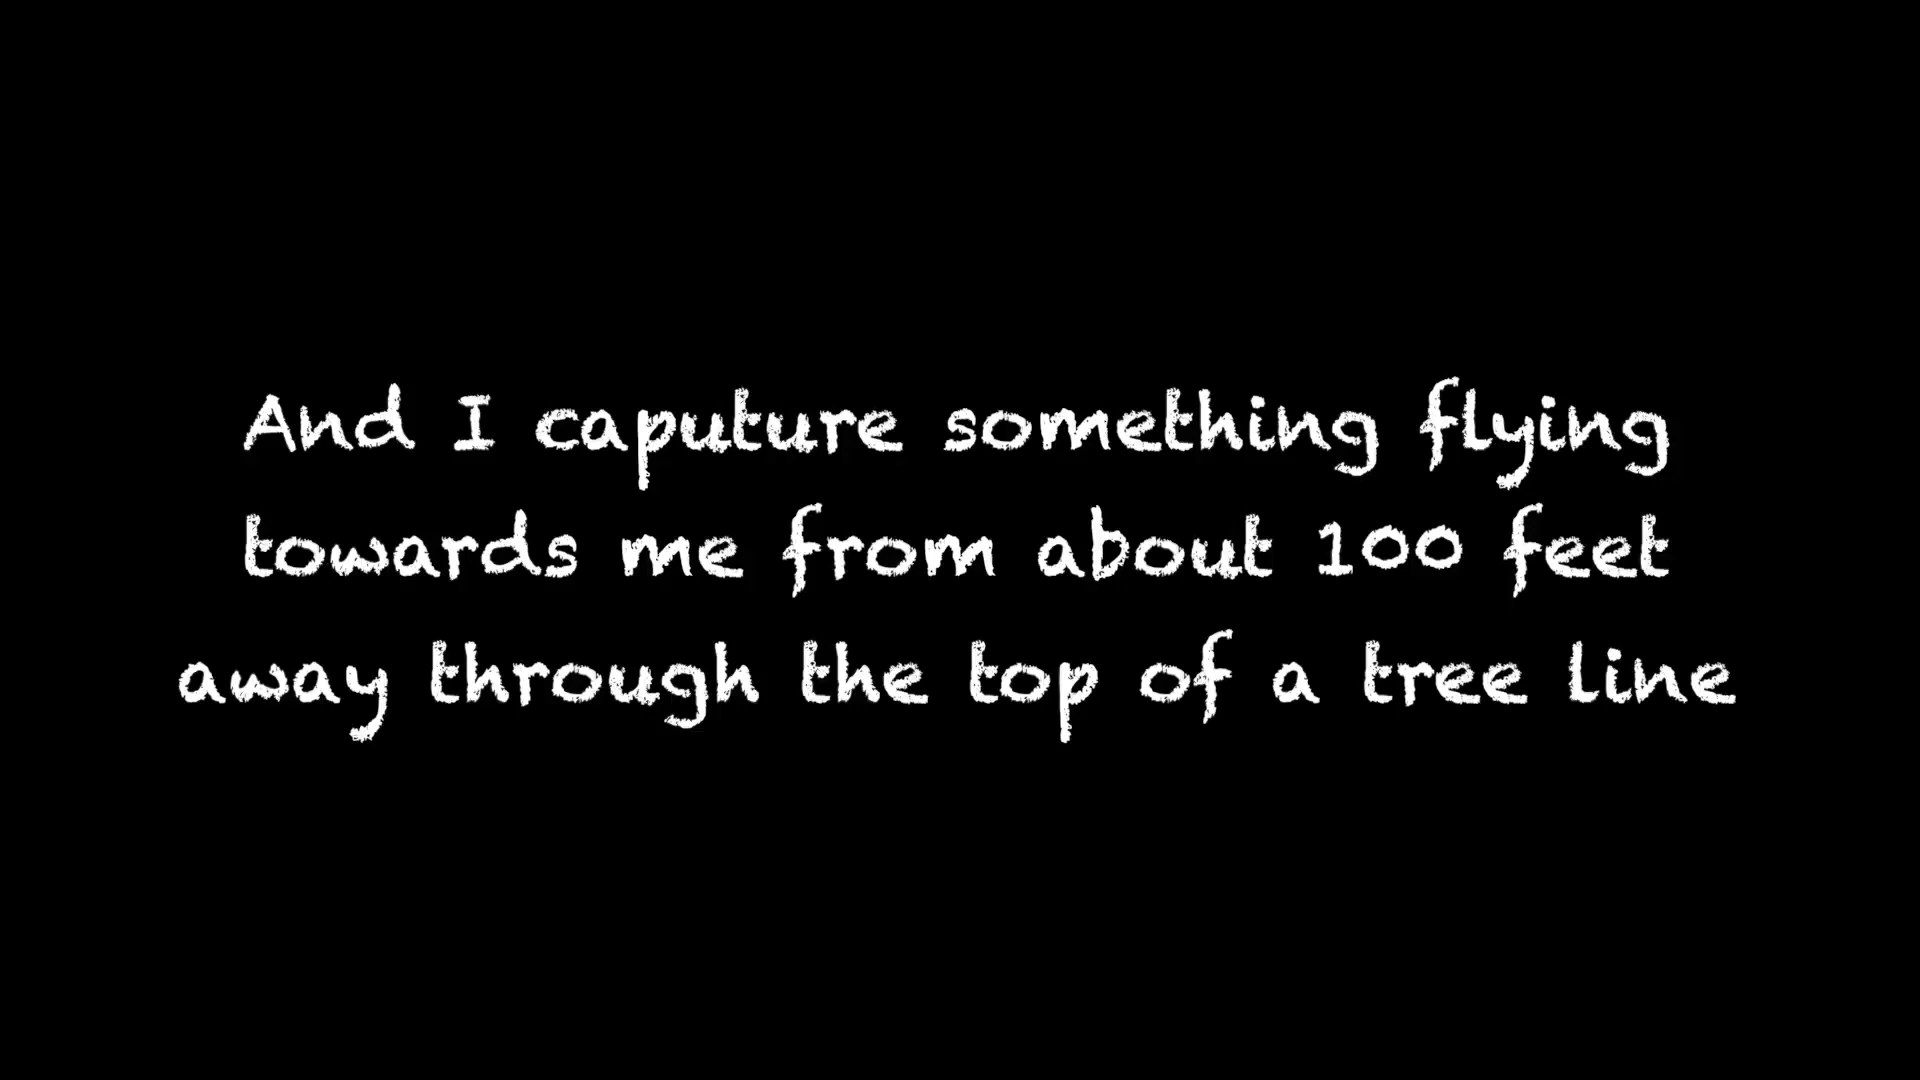 And I caputure something flying
towards me from about 100 feet
away through the top of a tree line